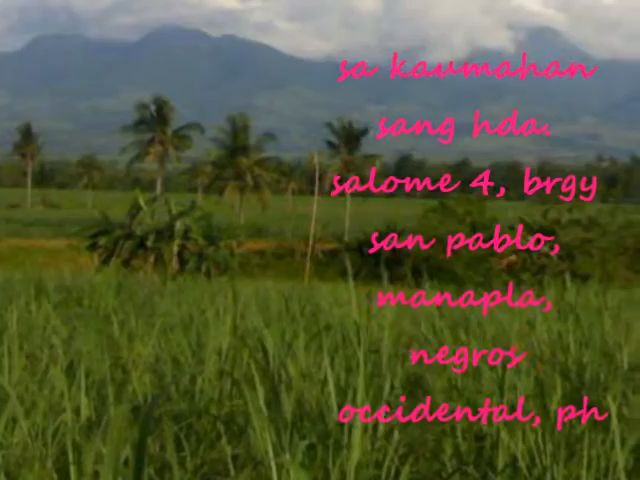 sa kaumahan
sang hda.
salome 4, brgy
san pablo,
manapla,
negros
occidental, ph